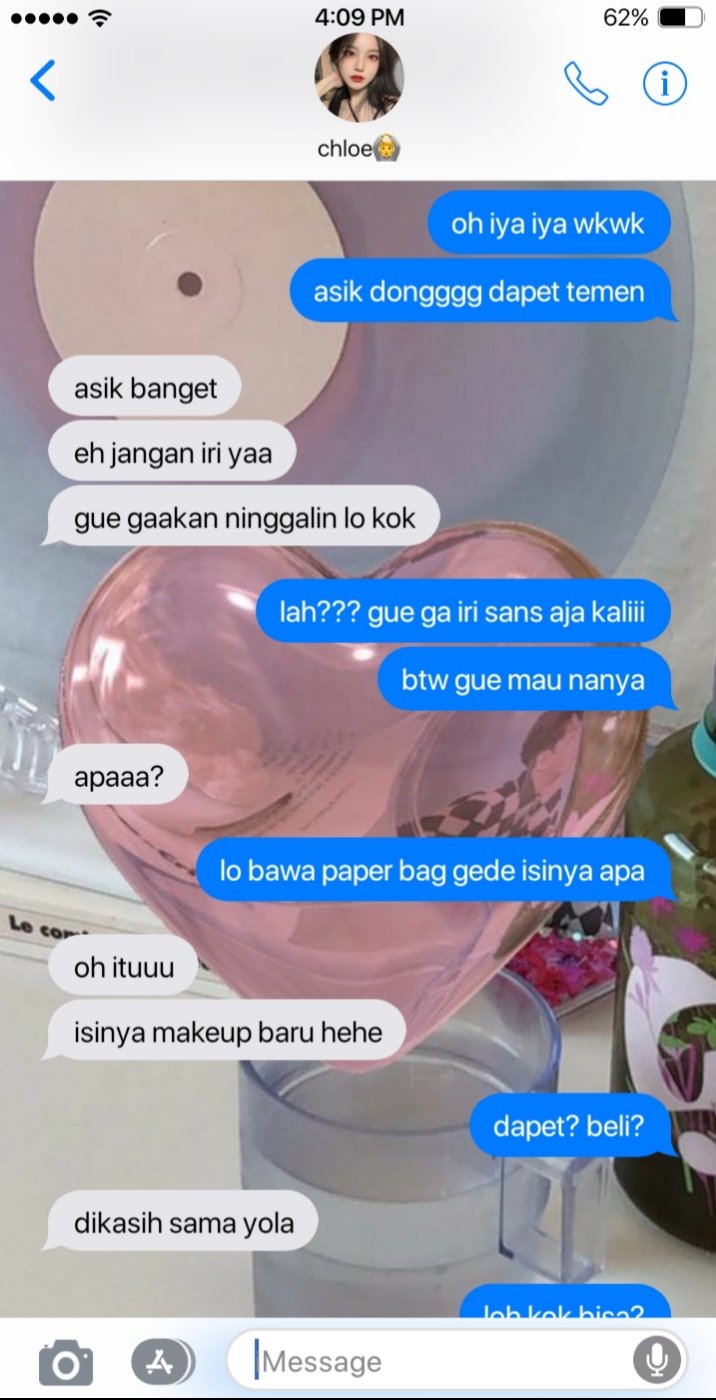 4:09 PM
62%
chloe
oh iya iya wkwk
asik dongggg dapet temen
asik banget
eh jangan iri yaa
gue gaakan ninggalin lo kok
lah??? gue ga iri sans aja kaliii
btw gue mau nanya
apaaa?
lo bawa paper bag gede isinya apa
Le com
oh ituuu
isinya makeup baru hehe
dapet? beli?
dikasih sama yola
loh kok bisa?
Message